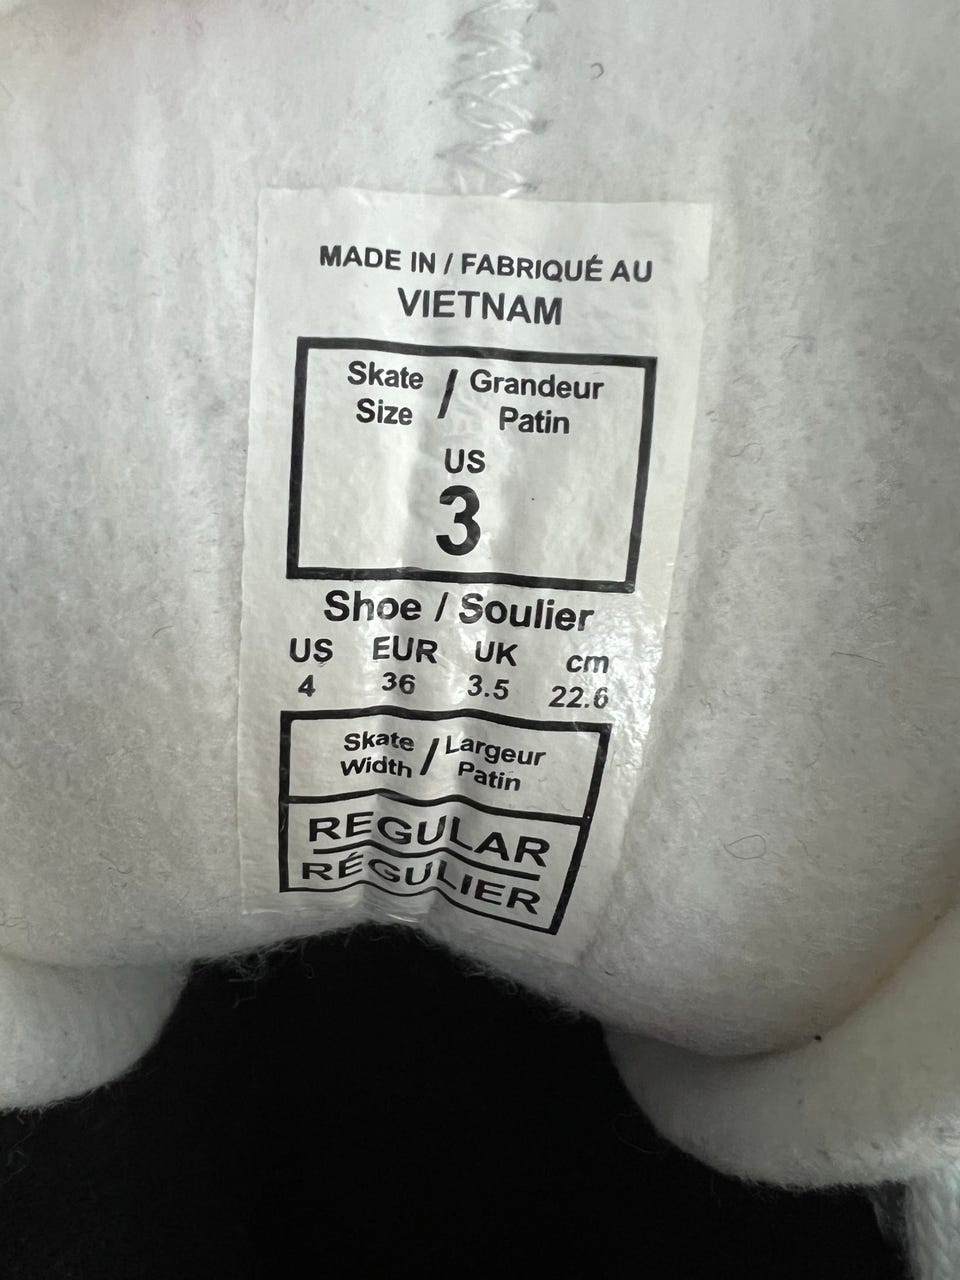 MADE IN / FABRIQUÉ AU
VIETNAM
Skate Size / Grandeur Patin
US
3
Shoe / Soulier
US EUR UK cm
4 36 3.5 22.6
Skate Width / Largeur Patin
REGULAR
RÉGULIER